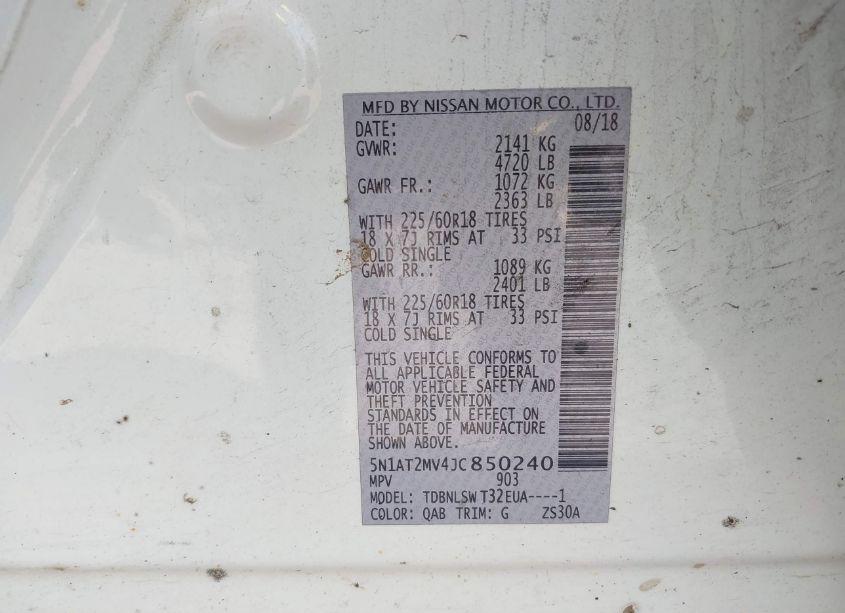 MFD BY NISSAN MOTOR CO., LTD.
DATE: 08/18
GVWR: 2141 KG
4720 LB
GAWR FR.: 1072 KG
2363 LB
WITH 225/60R18 TIRES
18 X 7J RIMS AT 33 PSI
COLD SINGLE
GAWR RR.: 1089 KG
2401 LB
WITH 225/60R18 TIRES
18 X 7J RIMS AT 33 PSI
COLD SINGLE
THIS VEHICLE CONFORMS TO
ALL APPLICABLE FEDERAL
MOTOR VEHICLE SAFETY AND
THEFT PREVENTION
STANDARDS IN EFFECT ON
THE DATE OF MANUFACTURE
SHOWN ABOVE.
5N1AT2MV4JC850240
MPV 903
MODEL: TDBNLSW T32EUA----1
COLOR: QAB TRIM: G ZS30A